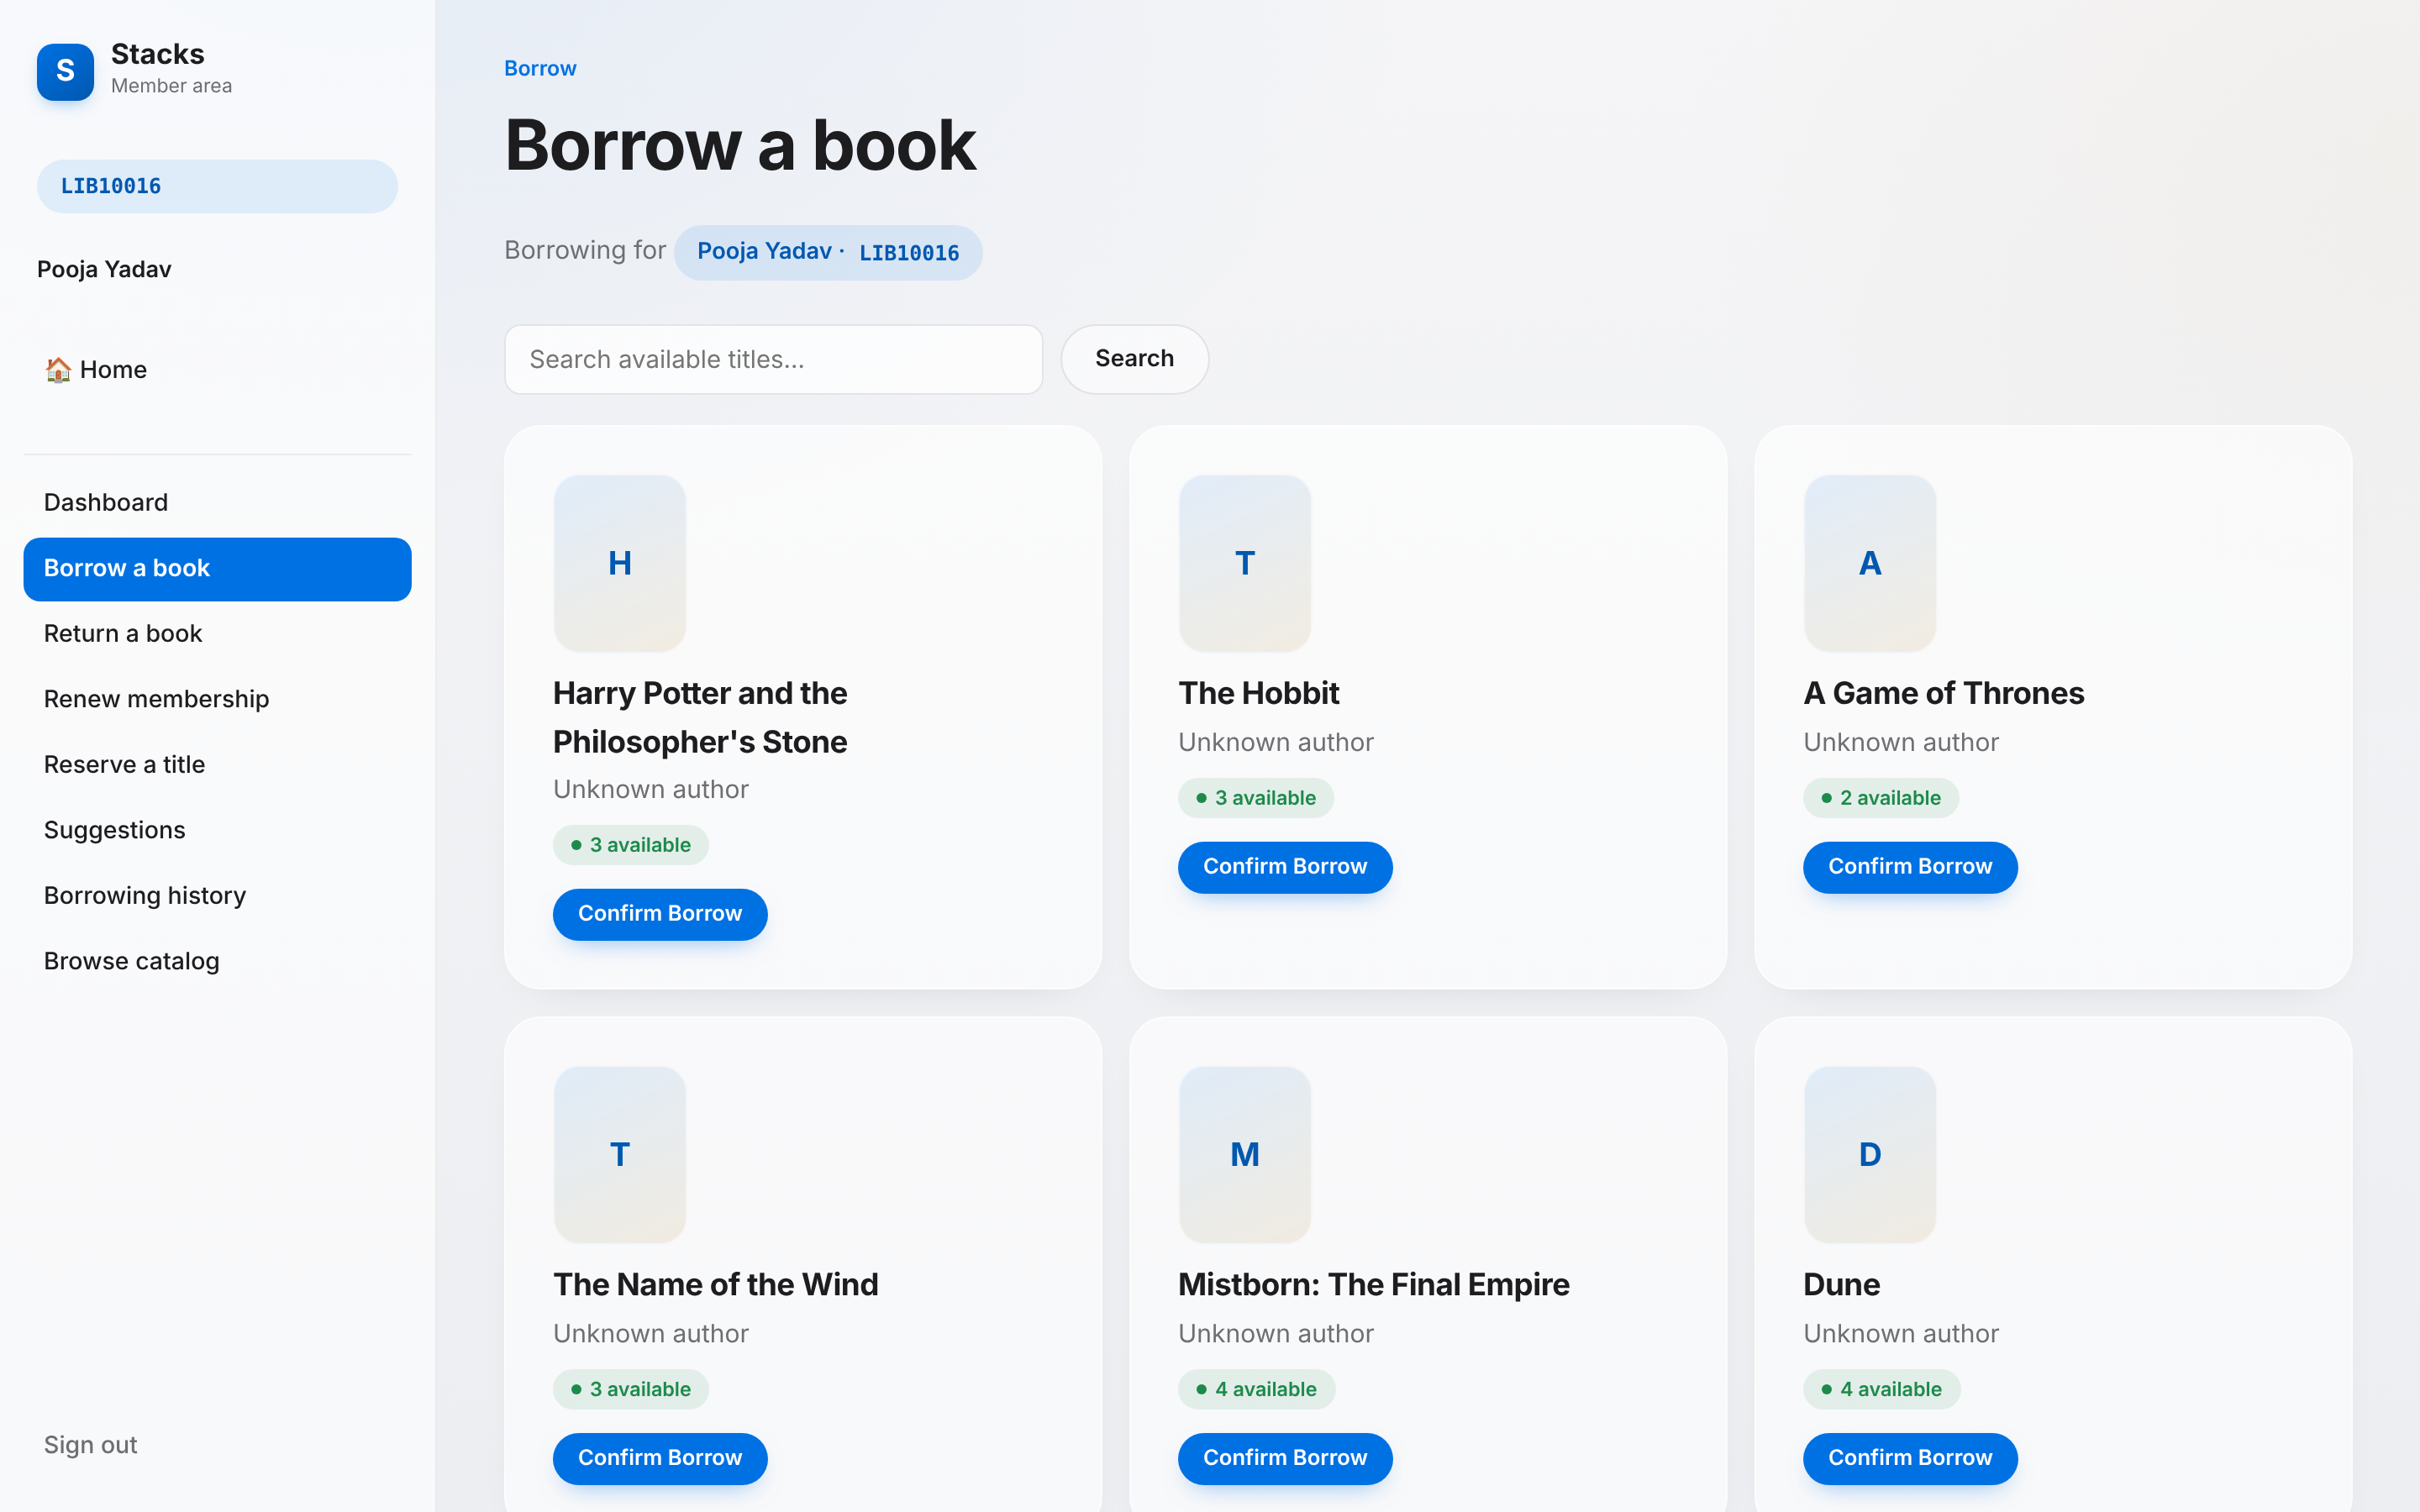 S
Stacks
Member area
LIB10016
Pooja Yadav
🏠 Home
Dashboard
Borrow a book
Return a book
Renew membership
Reserve a title
Suggestions
Borrowing history
Browse catalog
Sign out
Borrow
Borrow a book
Borrowing for Pooja Yadav · LIB10016
Search available titles...
Search
H
Harry Potter and the
Philosopher's Stone
Unknown author
3 available
Confirm Borrow
T
The Hobbit
Unknown author
3 available
Confirm Borrow
A
A Game of Thrones
Unknown author
2 available
Confirm Borrow
T
The Name of the Wind
Unknown author
3 available
Confirm Borrow
M
Mistborn: The Final Empire
Unknown author
4 available
Confirm Borrow
D
Dune
Unknown author
4 available
Confirm Borrow